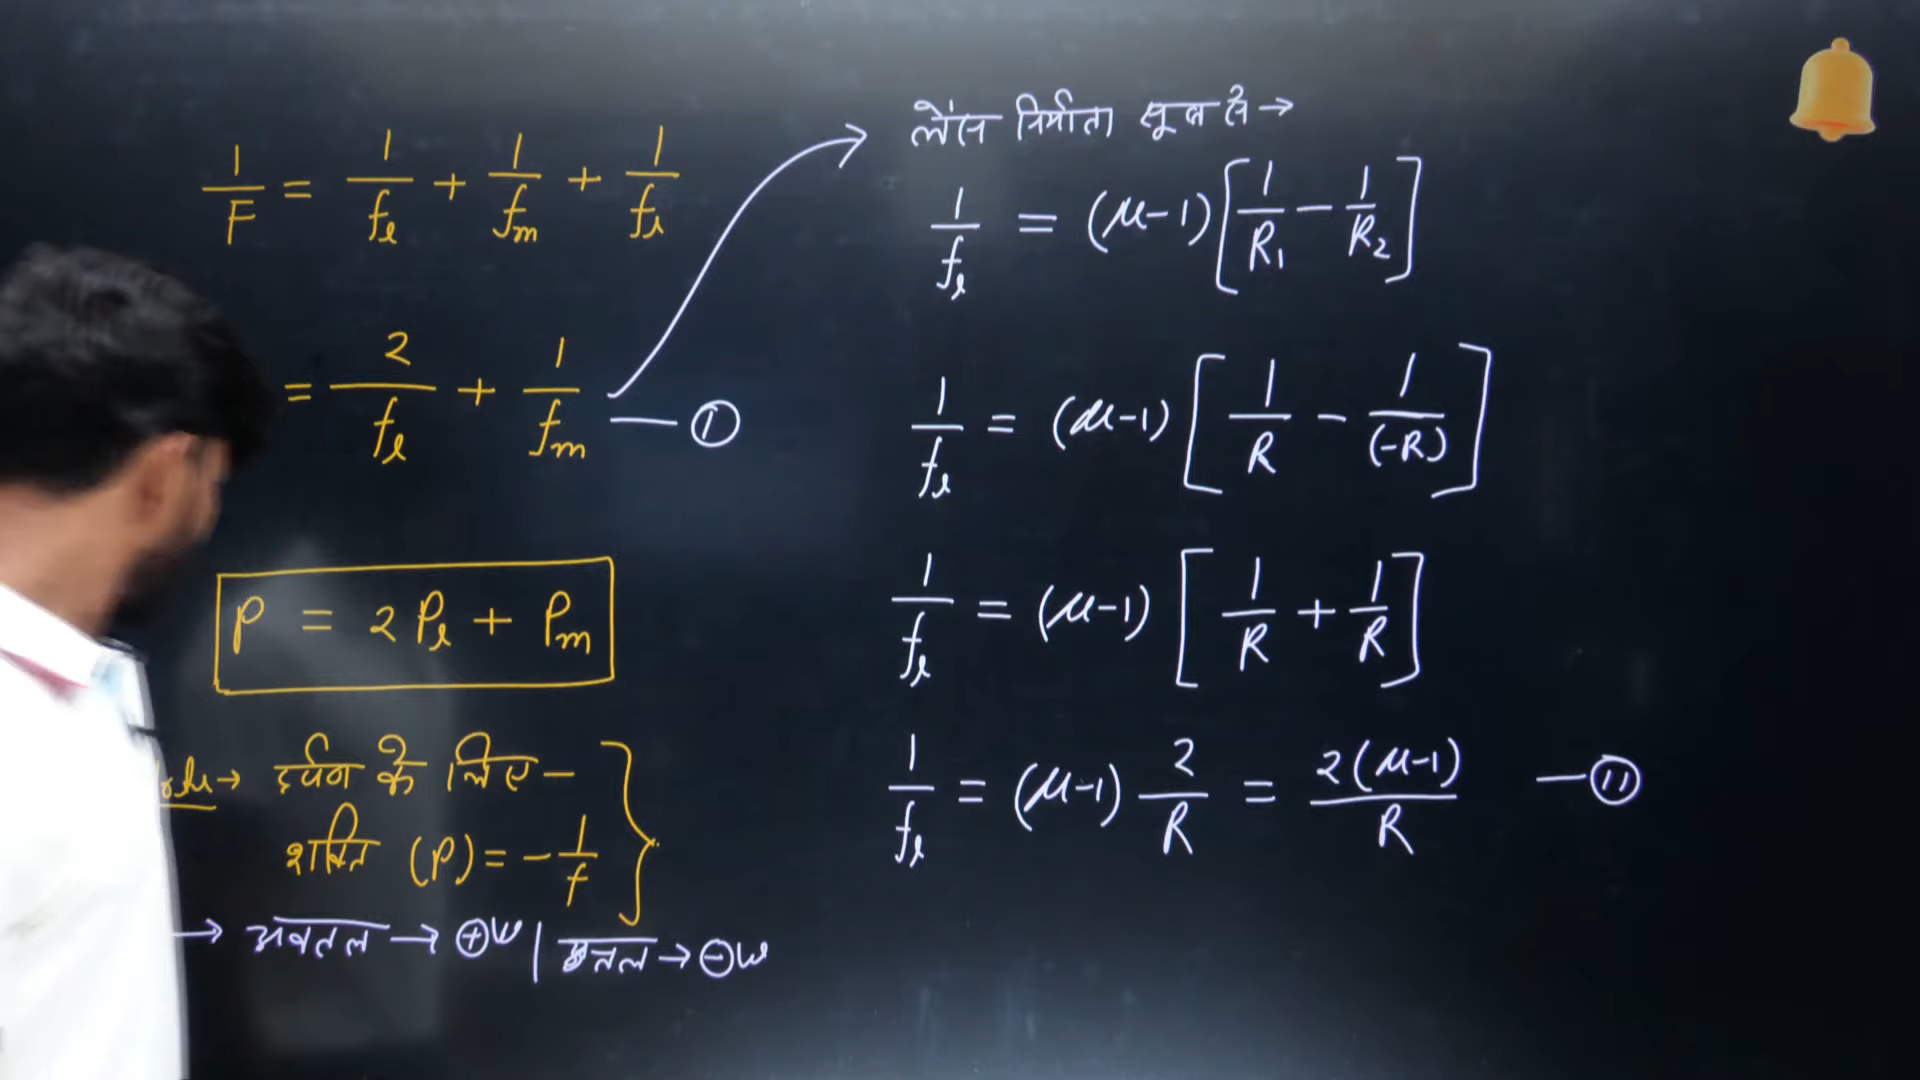 1/F = 1/fₗ + 1/fₘ + 1/fₗ
= 2/fₗ + 1/fₘ — ①
P = 2Pₗ + Pₘ
→ दर्पण के लिए –
शक्ति (P) = – 1/f
→ अवतल → ⊕ve | उत्तल → ⊖ve
लेंस निर्माता सूत्र से →
1/fₗ = (μ–1) [1/R₁ – 1/R₂]
1/fₗ = (μ–1) [1/R – 1/(–R)]
1/fₗ = (μ–1) [1/R + 1/R]
1/fₗ = (μ–1) 2/R = 2(μ–1)/R — ⑪